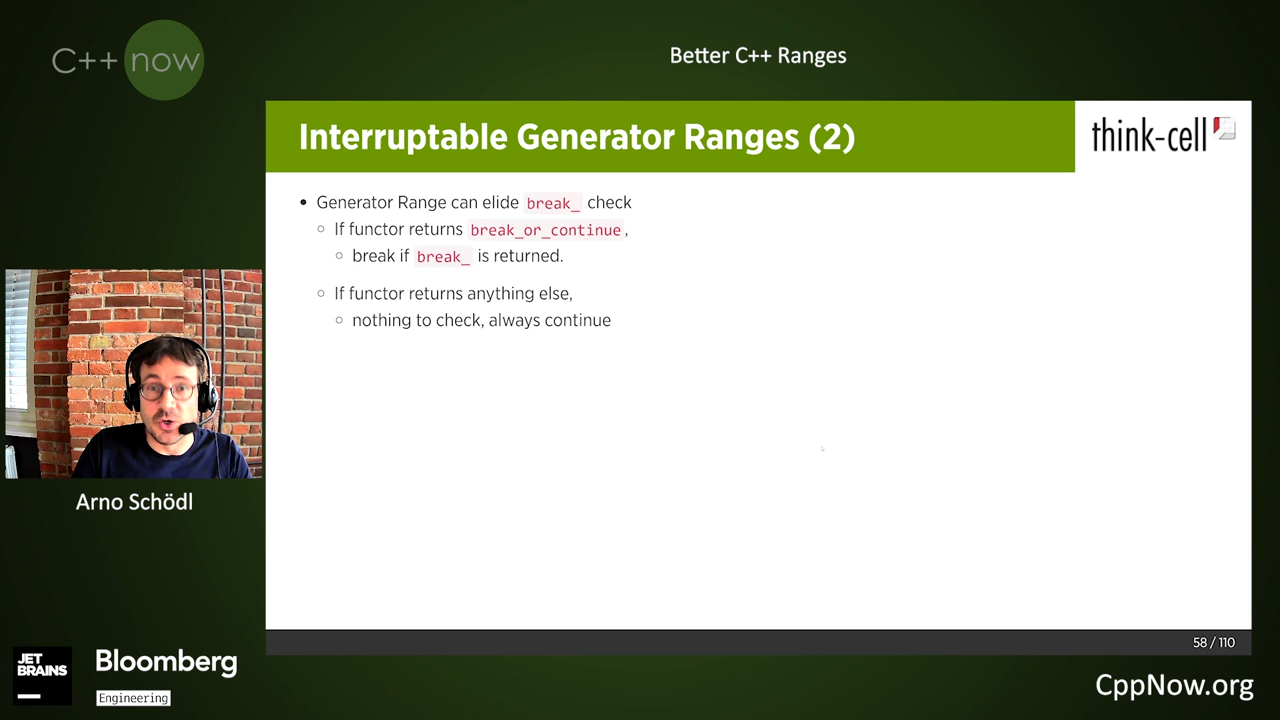 C++ now
Better C++ Ranges
Interruptable Generator Ranges (2)
think-cell
• Generator Range can elide break_ check
○ If functor returns break_or_continue,
○ break if break_ is returned.
○ If functor returns anything else,
○ nothing to check, always continue
Arno Schödl
58 / 110
JET
BRAINS
Bloomberg
Engineering
CppNow.org